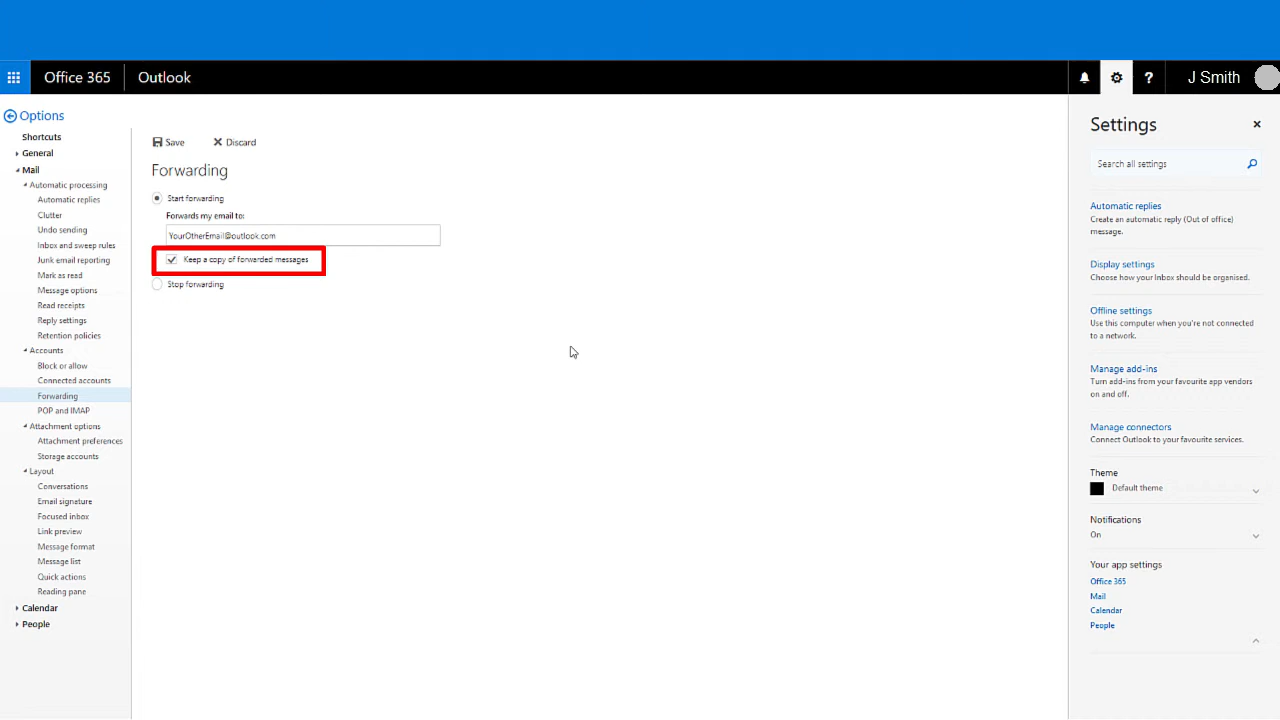 Office 365
Outlook
?
J Smith
Options
Shortcuts
General
Mail
Automatic processing
Automatic replies
Clutter
Undo sending
Inbox and sweep rules
Junk email reporting
Mark as read
Message options
Read receipts
Reply settings
Retention policies
Accounts
Block or allow
Connected accounts
Forwarding
POP and IMAP
Attachment options
Attachment preferences
Storage accounts
Layout
Conversations
Email signature
Focused inbox
Link preview
Message format
Message list
Quick actions
Reading pane
Calendar
People
Save
Discard
Forwarding
Start forwarding
Forwards my email to:
YourOtherEmail@outlook.com
Keep a copy of forwarded messages
Stop forwarding
Settings
Search all settings
Automatic replies
Create an automatic reply (Out of office)
message.
Display settings
Choose how your Inbox should be organised.
Offline settings
Use this computer when you're not connected
to a network.
Manage add-ins
Turn add-ins from your favourite app vendors
on and off.
Manage connectors
Connect Outlook to your favourite services.
Theme
Default theme
Notifications
On
Your app settings
Office 365
Mail
Calendar
People